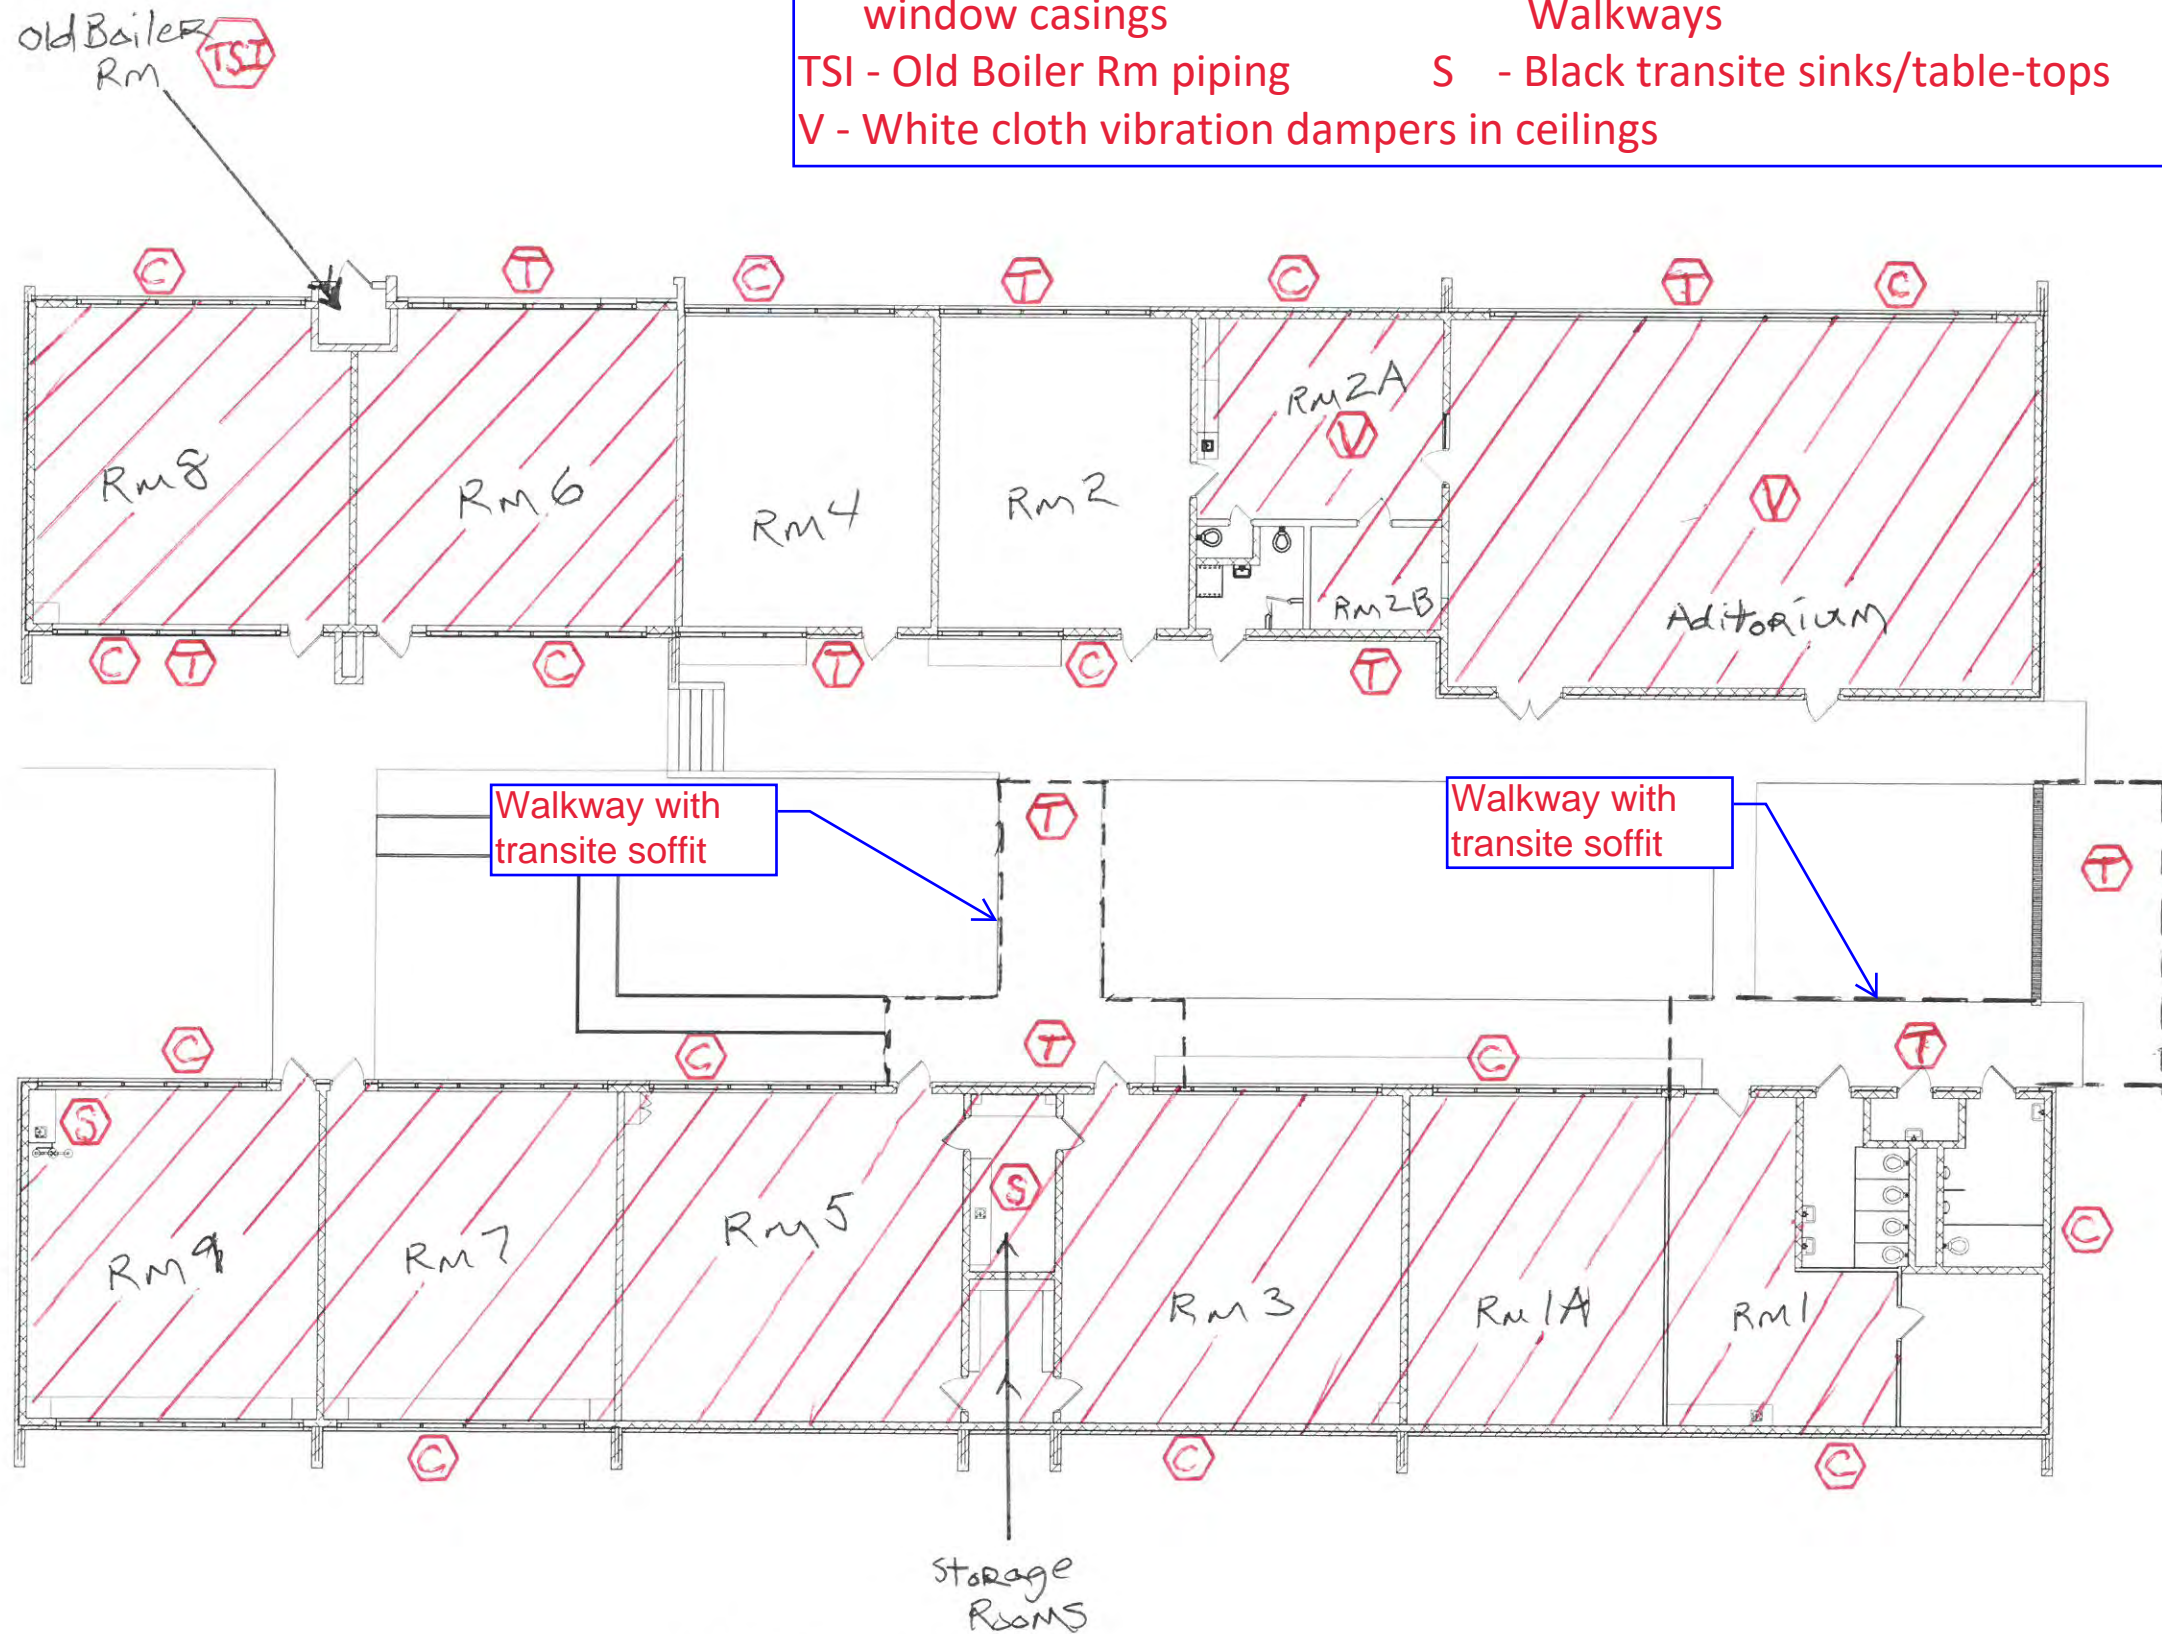 window casings
Walkways
TSI - Old Boiler Rm piping
S - Black transite sinks/table-tops
V - White cloth vibration dampers in ceilings
Old Boiler
Rm
TSI
C
T
C
T
C
T
C
Rm 8
Rm 6
Rm 4
Rm 2
Rm 2A
V
V
Rm 2B
Aditorium
C
T
C
T
C
T
Walkway with
transite soffit
T
Walkway with
transite soffit
T
C
C
T
C
T
S
S
Rm 9
Rm 7
Rm 5
Rm 3
Rm 1A
Rm 1
C
C
C
C
Storage
Rooms